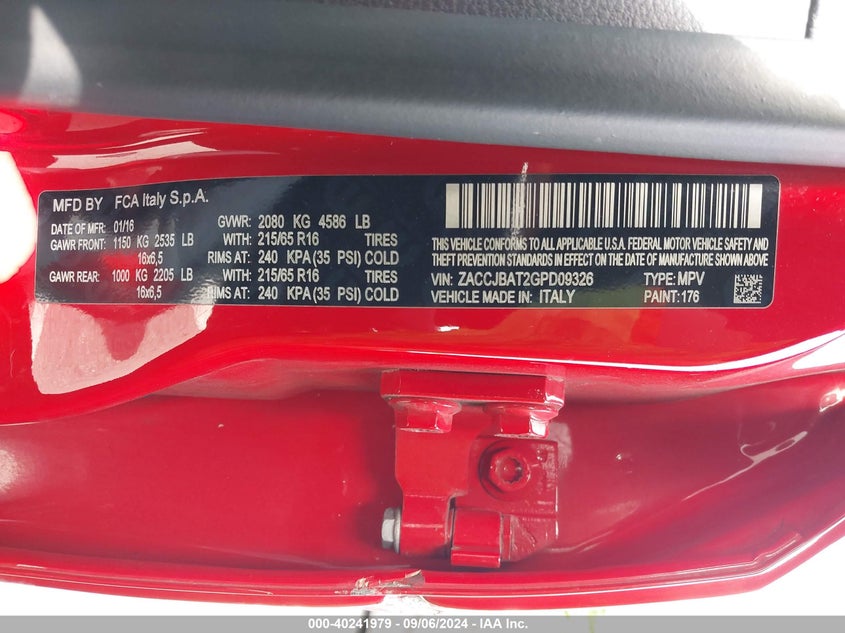 MFD BY FCA Italy S.p.A.
DATE OF MFR 01/16 GVWR: 2080 KG 4586 LB
GAWR FRONT: 1150 KG 2535 LB WITH: 215/65 R16 TIRES
16x6,5 RIMS AT: 240 KPA (35 PSI) COLD
GAWR REAR: 1000 KG 2205 LB WITH: 215/65 R16 TIRES
16x6,5 RIMS AT: 240 KPA (35 PSI) COLD
THIS VEHICLE CONFORMS TO ALL APPLICABLE U.S.A. FEDERAL MOTOR VEHICLE SAFETY AND
THEFT PREVENTION STANDARDS IN EFFECT ON THE DATE OF MANUFACTURE SHOWN ABOVE
VIN: ZACCJBAT2GPD09326 TYPE: MPV
VEHICLE MADE IN: ITALY PAINT: 176
000-40241979 - 09/06/2024 - IAA Inc.